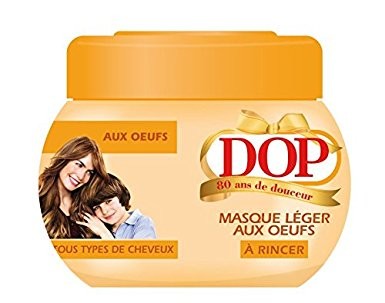 AUX OEUFS
DOP
80 ans de douceur
MASQUE LÉGER
AUX OEUFS
TOUS TYPES DE CHEVEUX
À RINCER